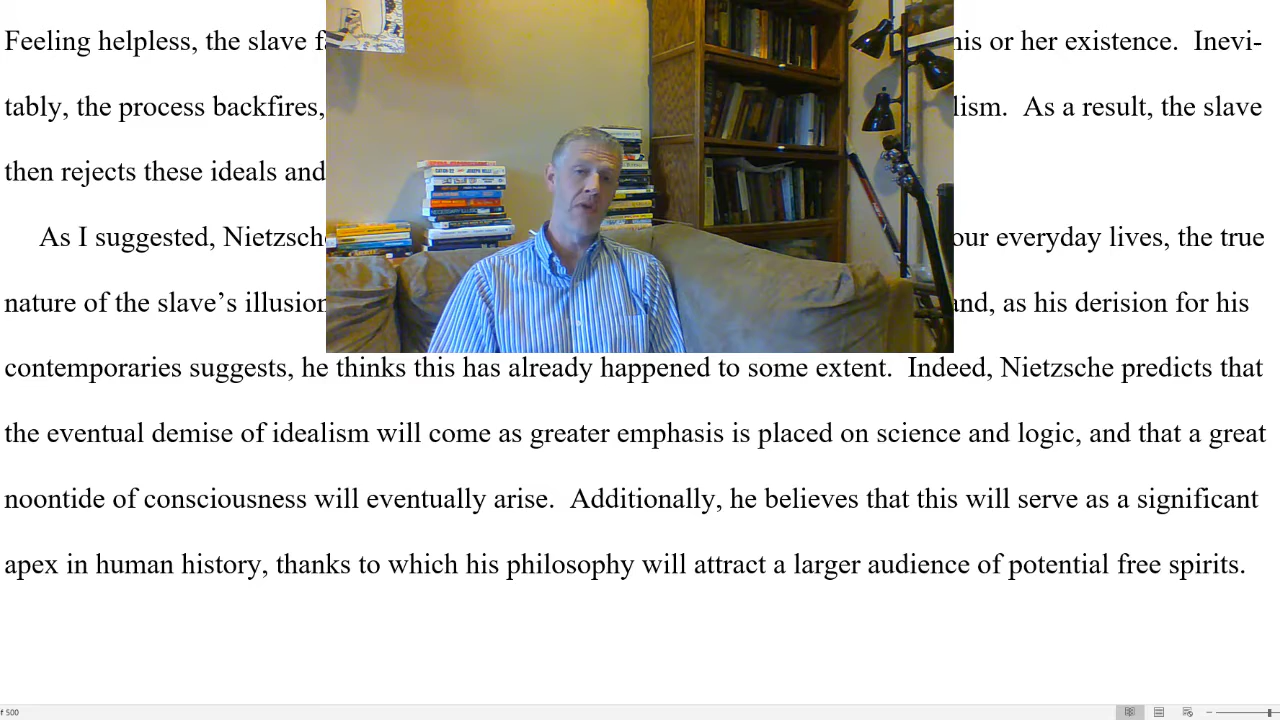 Feeling helpless, the slave his or her existence. Inevi-
tably, the process backfires, lism. As a result, the slave
then rejects these ideals and
As I suggested, Nietzsch our everyday lives, the true
nature of the slave’s illusion and, as his derision for his
contemporaries suggests, he thinks this has already happened to some extent. Indeed, Nietzsche predicts that
the eventual demise of idealism will come as greater emphasis is placed on science and logic, and that a great
noontide of consciousness will eventually arise. Additionally, he believes that this will serve as a significant
apex in human history, thanks to which his philosophy will attract a larger audience of potential free spirits.
f 500